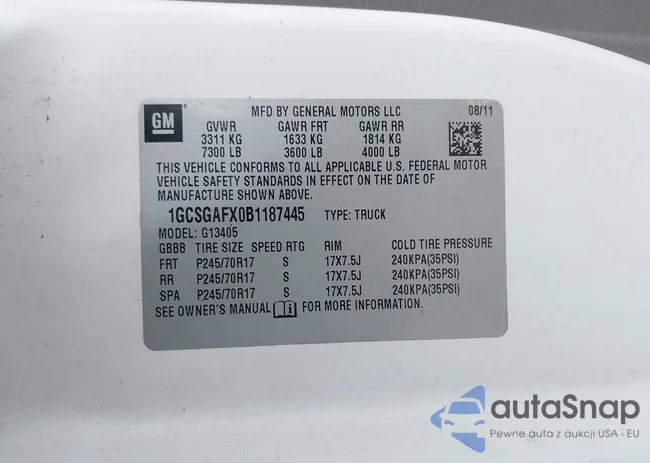 GM MFD BY GENERAL MOTORS LLC 08/11
GVWR GAWR FRT GAWR RR
3311 KG 1633 KG 1814 KG
7300 LB 3600 LB 4000 LB
THIS VEHICLE CONFORMS TO ALL APPLICABLE U.S. FEDERAL MOTOR
VEHICLE SAFETY STANDARDS IN EFFECT ON THE DATE OF
MANUFACTURE SHOWN ABOVE.
1GCSGAFX0B1187445 TYPE: TRUCK
MODEL: G13405
GBBB TIRE SIZE SPEED RTG RIM COLD TIRE PRESSURE
FRT P245/70R17 S 17X7.5J 240KPA(35PSI)
RR P245/70R17 S 17X7.5J 240KPA(35PSI)
SPA P245/70R17 S 17X7.5J 240KPA(35PSI)
SEE OWNER'S MANUAL FOR MORE INFORMATION.
autaSnap
Pewne auta z aukcji USA i EU